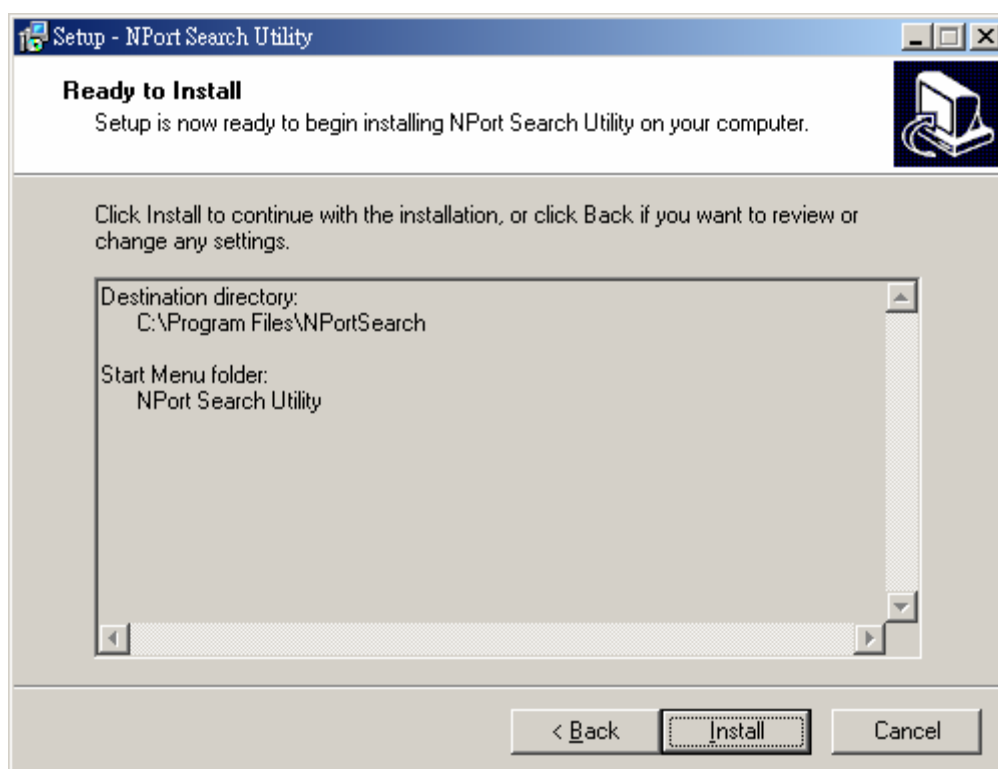 Setup - NPort Search Utility
Ready to Install
Setup is now ready to begin installing NPort Search Utility on your computer.
Click Install to continue with the installation, or click Back if you want to review or
change any settings.
Destination directory:
C:\Program Files\NPortSearch
Start Menu folder:
NPort Search Utility
< Back
Install
Cancel